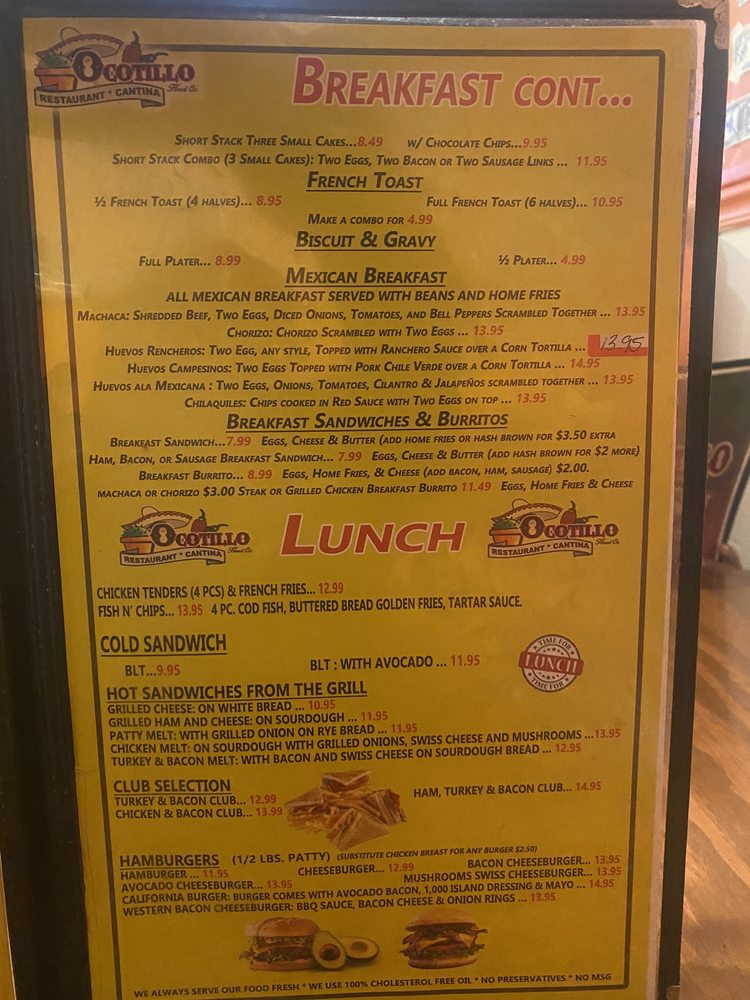 OCOTILLO
RESTAURANT * CANTINA
BREAKFAST CONT...
SHORT STACK THREE SMALL CAKES...8.49 W/ CHOCOLATE CHIPS...9.95
SHORT STACK COMBO (3 SMALL CAKES): TWO EGGS, TWO BACON OR TWO SAUSAGE LINKS ... 11.95
FRENCH TOAST
½ FRENCH TOAST (4 HALVES)... 8.95 FULL FRENCH TOAST (6 HALVES)... 10.95
MAKE A COMBO FOR 4.99
BISCUIT & GRAVY
FULL PLATER... 8.99 ½ PLATER... 4.99
MEXICAN BREAKFAST
ALL MEXICAN BREAKFAST SERVED WITH BEANS AND HOME FRIES
MACHACA: SHREDDED BEEF, TWO EGGS, DICED ONIONS, TOMATOES, AND BELL PEPPERS SCRAMBLED TOGETHER ... 13.95
CHORIZO: CHORIZO SCRAMBLED WITH TWO EGGS ... 13.95
HUEVOS RENCHEROS: TWO EGG, ANY STYLE, TOPPED WITH RANCHERO SAUCE OVER A CORN TORTILLA ... 13.95
HUEVOS CAMPESINOS: TWO EGGS TOPPED WITH PORK CHILE VERDE OVER A CORN TORTILLA ... 14.95
HUEVOS ALA MEXICANA : TWO EGGS, ONIONS, TOMATOES, CILANTRO & JALAPEÑOS SCRAMBLED TOGETHER ... 13.95
CHILAQUILES: CHIPS COOKED IN RED SAUCE WITH TWO EGGS ON TOP ... 13.95
BREAKFAST SANDWICHES & BURRITOS
BREAKFAST SANDWICH...7.99 EGGS, CHEESE & BUTTER (ADD HOME FRIES OR HASH BROWN FOR $3.50 EXTRA
HAM, BACON, OR SAUSAGE BREAKFAST SANDWICH... 7.99 EGGS, CHEESE & BUTTER (ADD HASH BROWN FOR $2 MORE)
BREAKFAST BURRITO... 8.99 EGGS, HOME FRIES, & CHEESE (ADD BACON, HAM, SAUSAGE) $2.00.
MACHACA OR CHORIZO $3.00 STEAK OR GRILLED CHICKEN BREAKFAST BURRITO 11.49 EGGS, HOME FRIES & CHEESE
OCOTILLO
RESTAURANT * CANTINA
LUNCH
OCOTILLO
RESTAURANT * CANTINA
CHICKEN TENDERS (4 PCS) & FRENCH FRIES... 12.99
FISH N' CHIPS... 13.95 4 PC. COD FISH, BUTTERED BREAD GOLDEN FRIES, TARTAR SAUCE.
COLD SANDWICH
BLT...9.95 BLT : WITH AVOCADO ... 11.95
TIME FOR
LUNCH
TIME FOR
HOT SANDWICHES FROM THE GRILL
GRILLED CHEESE: ON WHITE BREAD ... 10.95
GRILLED HAM AND CHEESE: ON SOURDOUGH ... 11.95
PATTY MELT: WITH GRILLED ONION ON RYE BREAD ... 11.95
CHICKEN MELT: ON SOURDOUGH WITH GRILLED ONIONS, SWISS CHEESE AND MUSHROOMS ...13.95
TURKEY & BACON MELT: WITH BACON AND SWISS CHEESE ON SOURDOUGH BREAD ... 12.95
CLUB SELECTION
TURKEY & BACON CLUB... 12.99 HAM, TURKEY & BACON CLUB... 14.95
CHICKEN & BACON CLUB... 13.99
HAMBURGERS (1/2 LBS. PATTY) (SUBSTITUTE CHICKEN BREAST FOR ANY BURGER $2.50)
HAMBURGER ... 11.95 CHEESEBURGER... 12.99 BACON CHEESEBURGER... 13.95
AVOCADO CHEESEBURGER... 13.95 MUSHROOMS SWISS CHEESEBURGER... 13.95
CALIFORNIA BURGER: BURGER COMES WITH AVOCADO BACON, 1,000 ISLAND DRESSING & MAYO ... 14.95
WESTERN BACON CHEESEBURGER: BBQ SAUCE, BACON CHEESE & ONION RINGS ... 13.95
WE ALWAYS SERVE OUR FOOD FRESH * WE USE 100% CHOLESTEROL FREE OIL * NO PRESERVATIVES * NO MSG